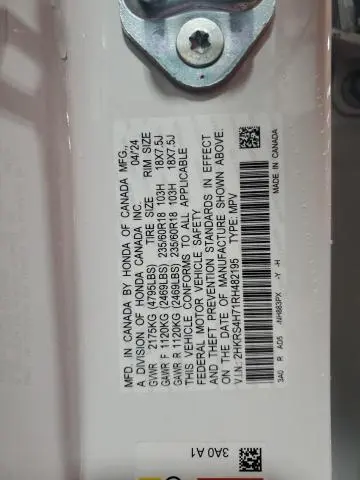 MFD. IN CANADA BY HONDA OF CANADA MFG.,
A DIVISION OF HONDA CANADA INC. 04/24
TIRE SIZE RIM SIZE
GVWR 2175KG (4795LBS)
GAWR F 1120KG (2469LBS) 235/60R18 103H 18X7.5J
GAWR R 1120KG (2469LBS) 235/60R18 103H 18X7.5J
THIS VEHICLE CONFORMS TO ALL APPLICABLE
FEDERAL MOTOR VEHICLE SAFETY
AND THEFT PREVENTION STANDARDS IN EFFECT
ON THE DATE OF MANUFACTURE SHOWN ABOVE.
V.I.N.: 2HKRS4H71RH482195 TYPE: MPV
3A0 R AD5 -Y -H
MADE IN CANADA
3A0 A1